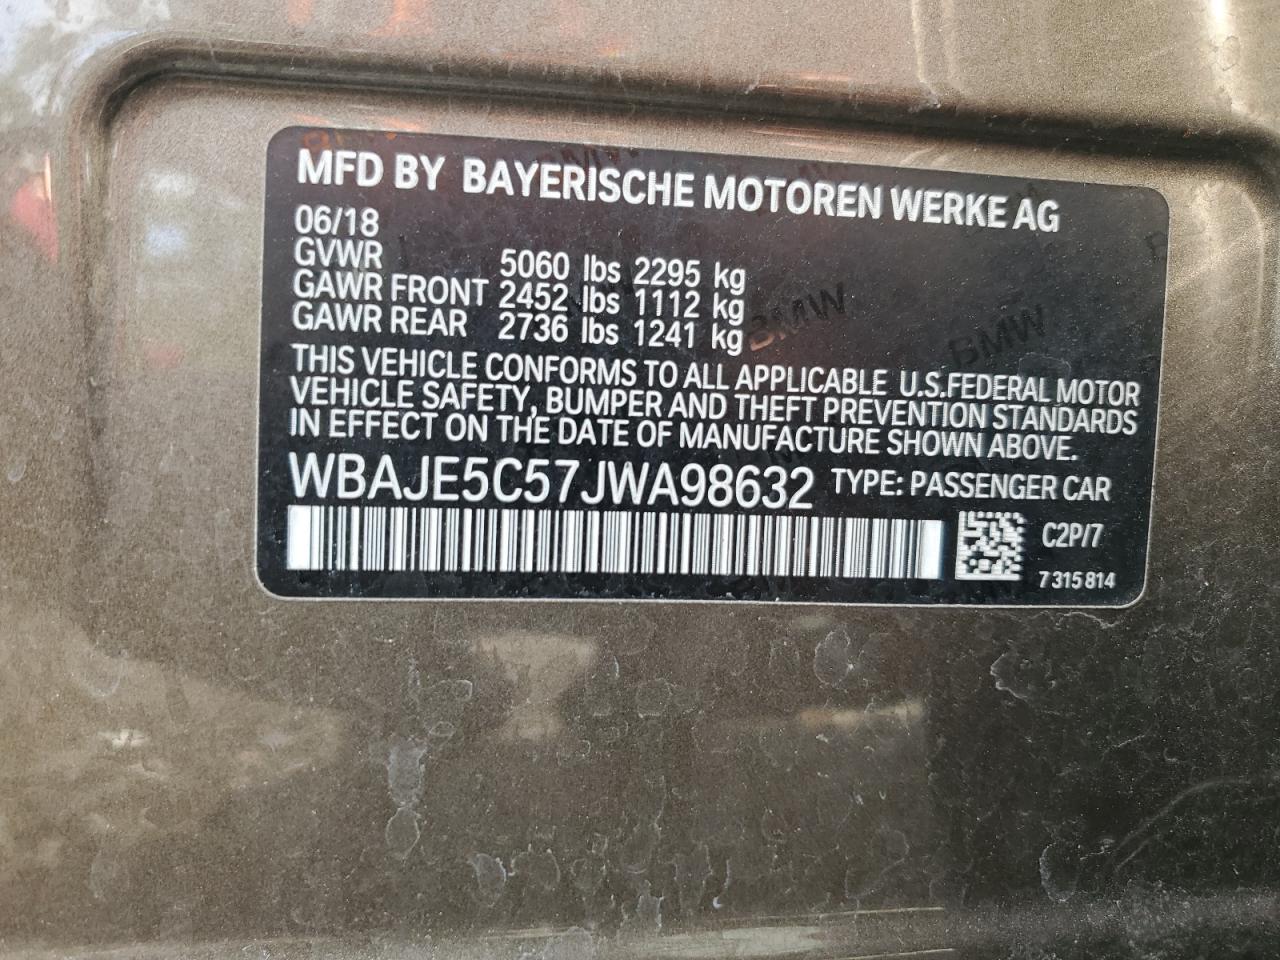 MFD BY BAYERISCHE MOTOREN WERKE AG
06/18
GVWR 5060 lbs 2295 kg
GAWR FRONT 2452 lbs 1112 kg
GAWR REAR 2736 lbs 1241 kg
THIS VEHICLE CONFORMS TO ALL APPLICABLE U.S.FEDERAL MOTOR
VEHICLE SAFETY, BUMPER AND THEFT PREVENTION STANDARDS
IN EFFECT ON THE DATE OF MANUFACTURE SHOWN ABOVE.
WBAJE5C57JWA98632 TYPE: PASSENGER CAR
C2P/7
7 315 814
BMW
BMW